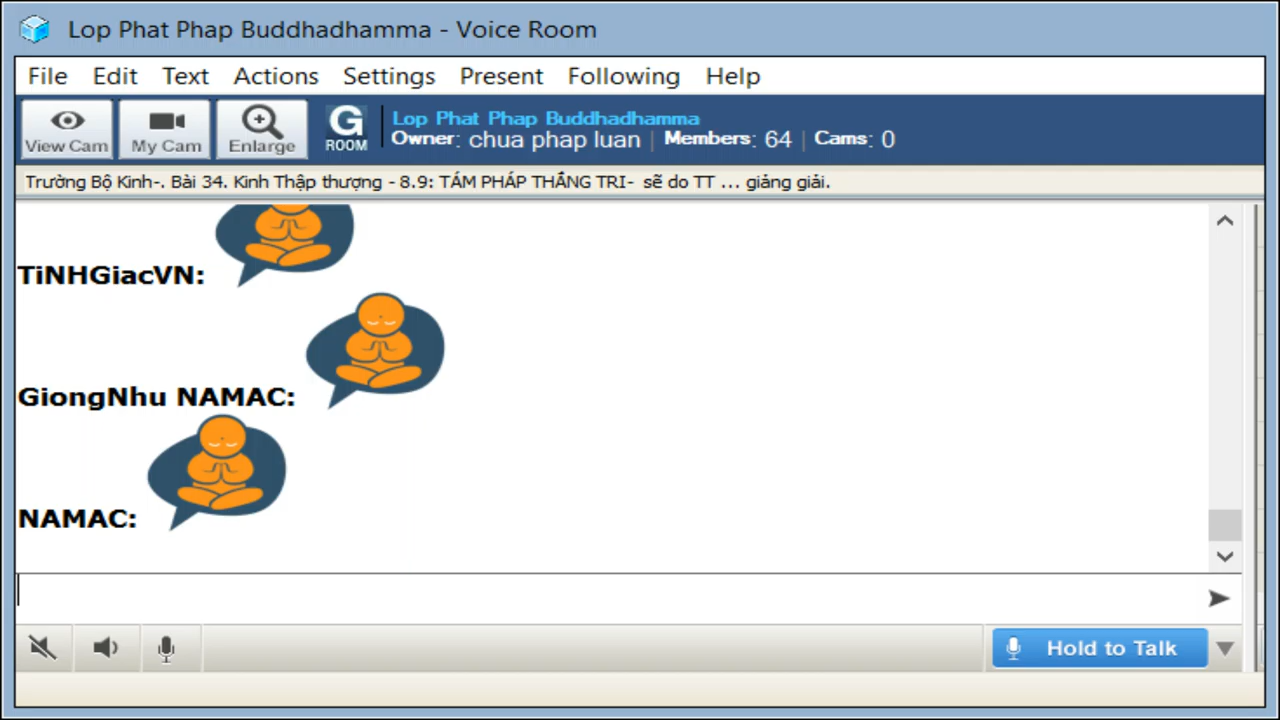 Lop Phat Phap Buddhadhamma - Voice Room
File Edit Text Actions Settings Present Following Help
View Cam
My Cam
Enlarge
G
ROOM
Lop Phat Phap Buddhadhamma
Owner: chua phap luan | Members: 64 | Cams: 0
Trường Bộ Kinh-. Bài 34. Kinh Thập thượng - 8.9: TÁM PHÁP THẮNG TRI- sẽ do TT ... giảng giải.
TiNHGiacVN:
GiongNhu NAMAC:
NAMAC:
Hold to Talk